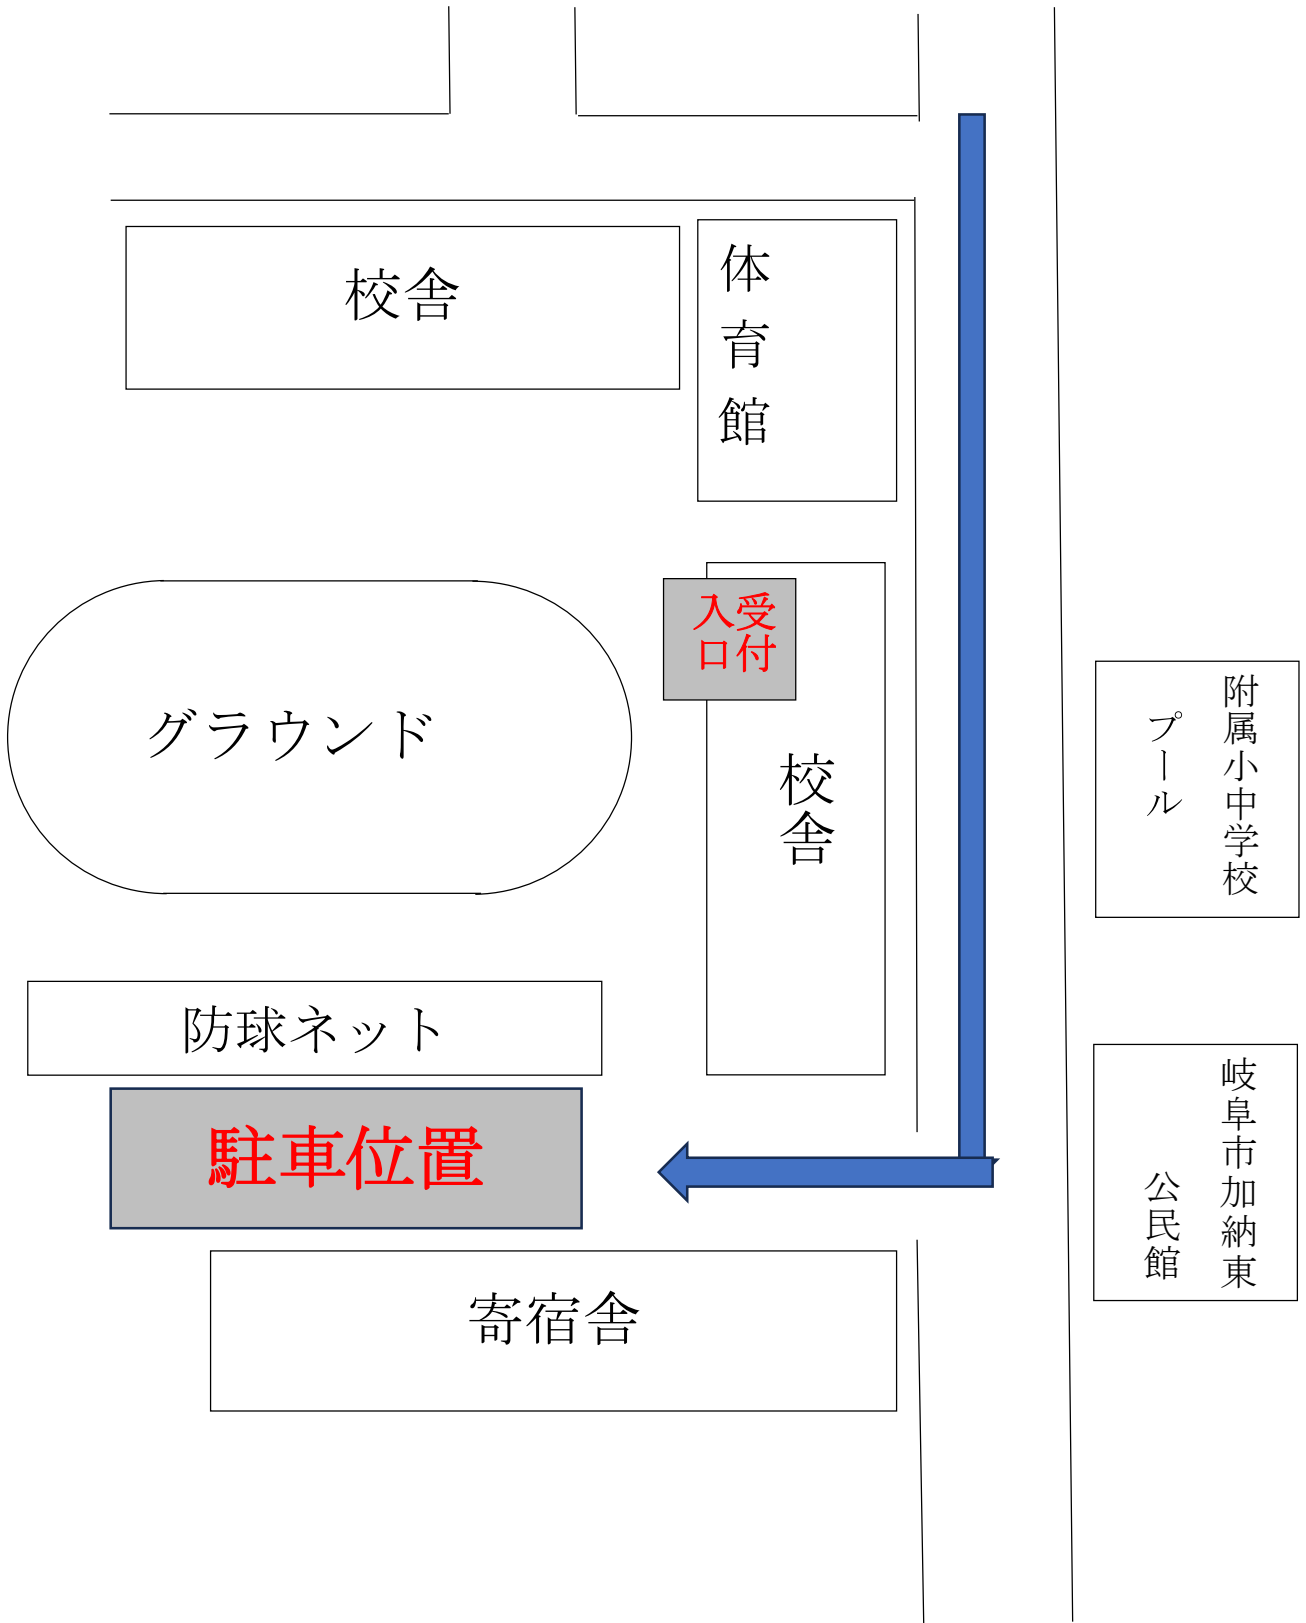 校舎
体育館
受付
入口
グラウンド
校舎
附属小中学校
プール
防球ネット
駐車位置
岐阜市加納東
公民館
寄宿舎